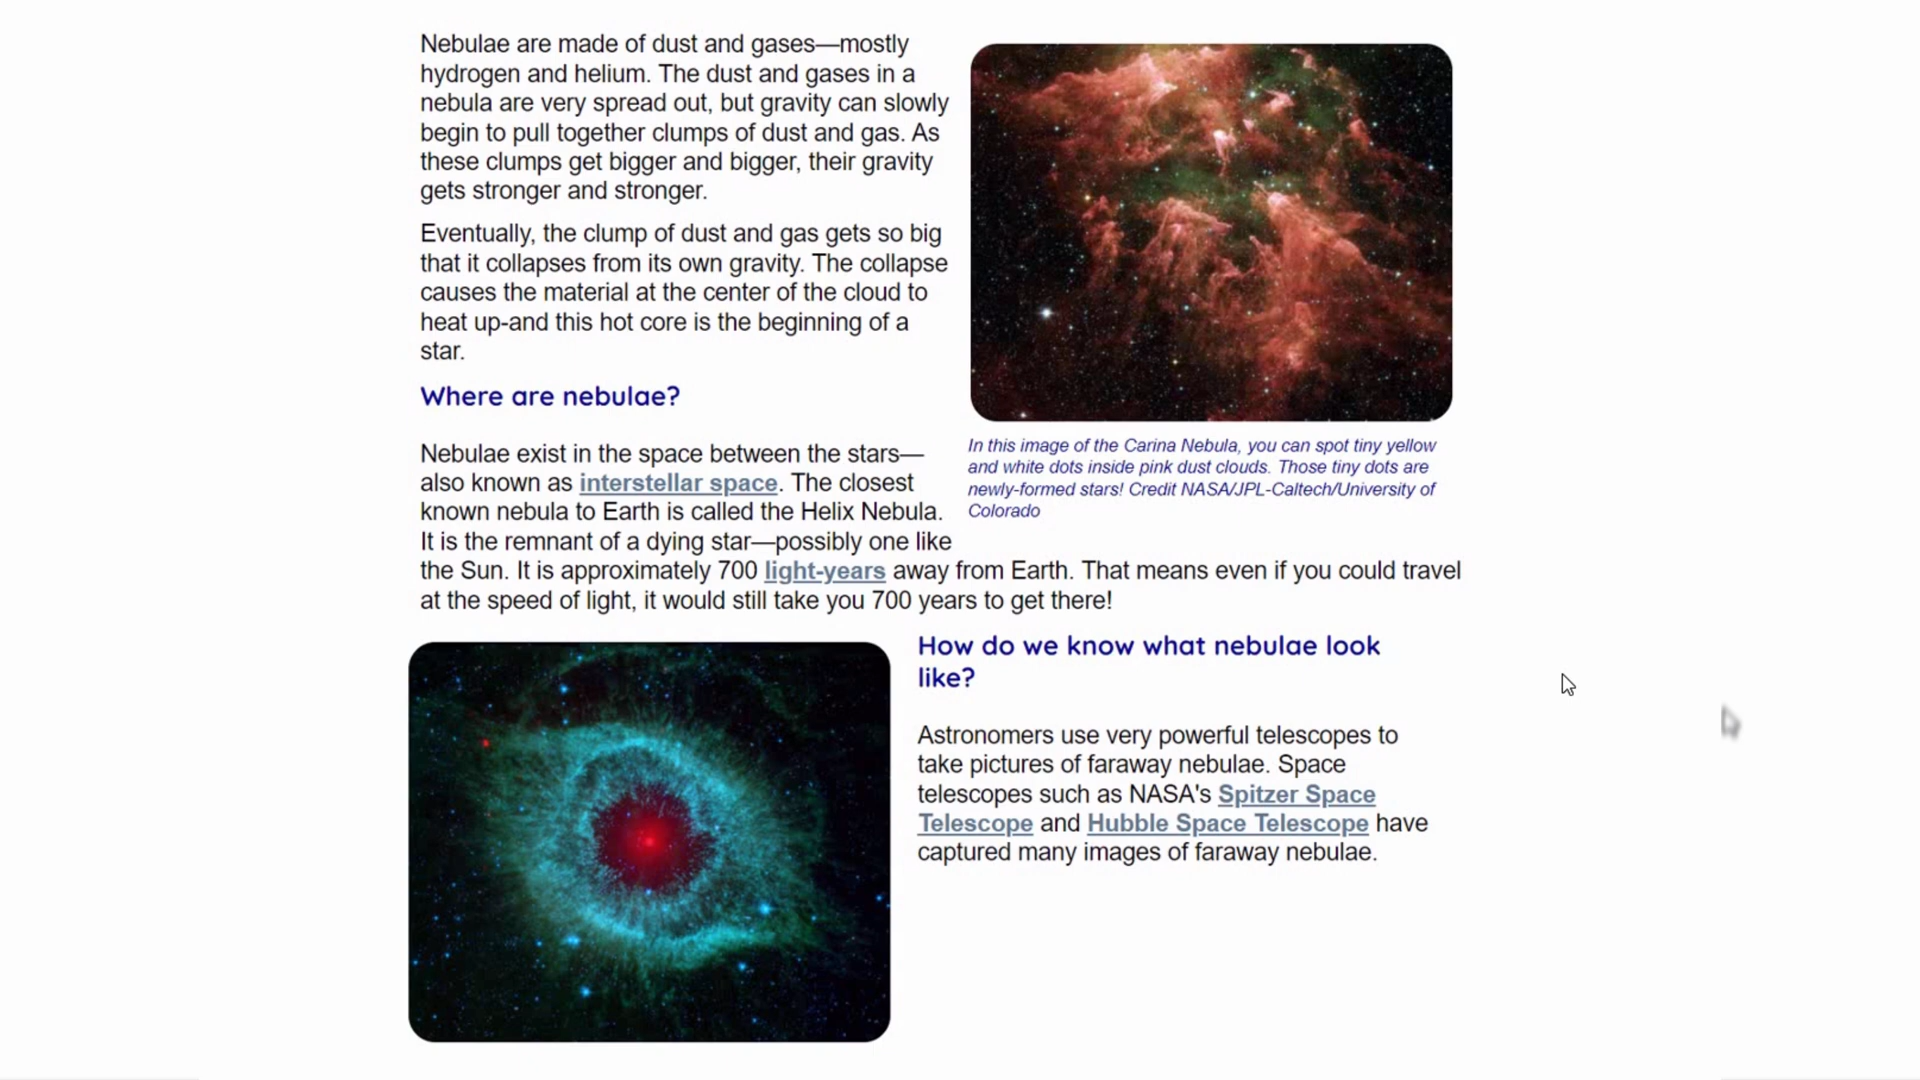 Nebulae are made of dust and gases—mostly
hydrogen and helium. The dust and gases in a
nebula are very spread out, but gravity can slowly
begin to pull together clumps of dust and gas. As
these clumps get bigger and bigger, their gravity
gets stronger and stronger.
Eventually, the clump of dust and gas gets so big
that it collapses from its own gravity. The collapse
causes the material at the center of the cloud to
heat up-and this hot core is the beginning of a
star.
In this image of the Carina Nebula, you can spot tiny yellow
and white dots inside pink dust clouds. Those tiny dots are
newly-formed stars! Credit NASA/JPL-Caltech/University of
Colorado
Where are nebulae?
Nebulae exist in the space between the stars—
also known as interstellar space. The closest
known nebula to Earth is called the Helix Nebula.
It is the remnant of a dying star—possibly one like
the Sun. It is approximately 700 light-years away from Earth. That means even if you could travel
at the speed of light, it would still take you 700 years to get there!
How do we know what nebulae look
like?
Astronomers use very powerful telescopes to
take pictures of faraway nebulae. Space
telescopes such as NASA's Spitzer Space
Telescope and Hubble Space Telescope have
captured many images of faraway nebulae.